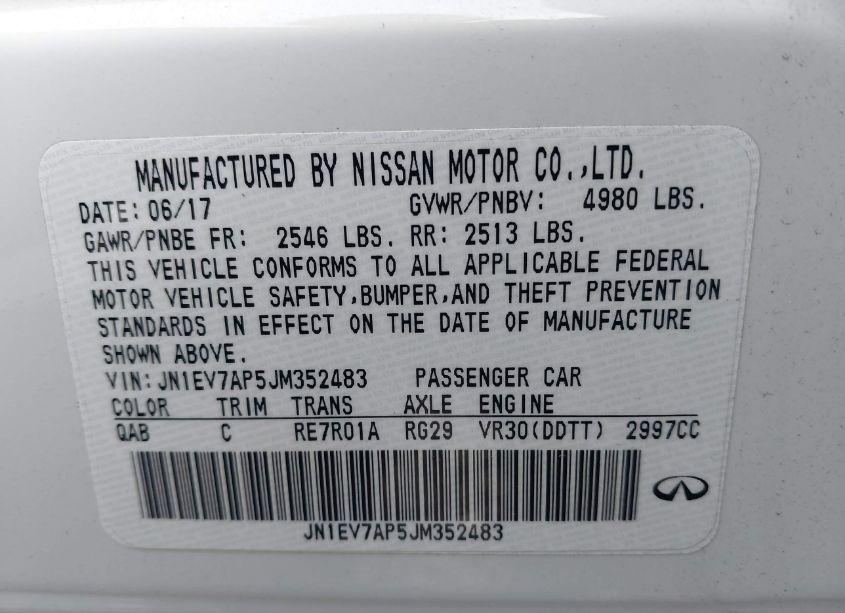 MANUFACTURED BY NISSAN MOTOR CO.,LTD.
DATE: 06/17 GVWR/PNBV: 4980 LBS.
GAWR/PNBE FR: 2546 LBS. RR: 2513 LBS.
THIS VEHICLE CONFORMS TO ALL APPLICABLE FEDERAL
MOTOR VEHICLE SAFETY,BUMPER,AND THEFT PREVENTION
STANDARDS IN EFFECT ON THE DATE OF MANUFACTURE
SHOWN ABOVE.
VIN: JN1EV7AP5JM352483 PASSENGER CAR
COLOR TRIM TRANS AXLE ENGINE
QAB C RE7R01A RG29 VR30(DDTT) 2997CC
JN1EV7AP5JM352483